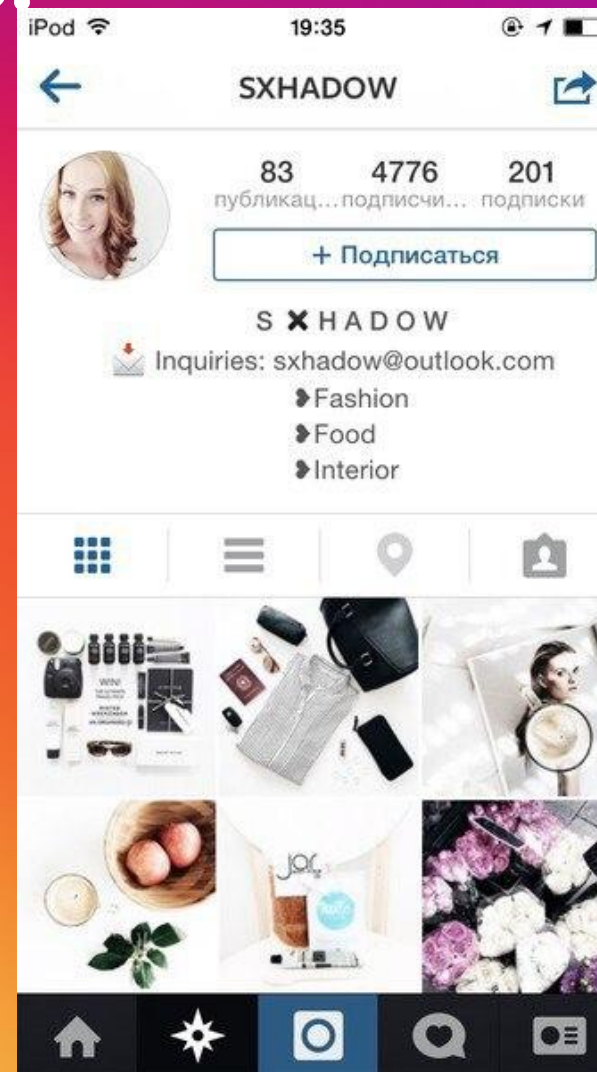 iPod 19:35
SXHADOW
83 4776 201
публикац... подписчи... подписки
+ Подписаться
S ✖ H A D O W
Inquiries: sxhadow@outlook.com
❥Fashion
❥Food
❥Interior
WIN!
jar